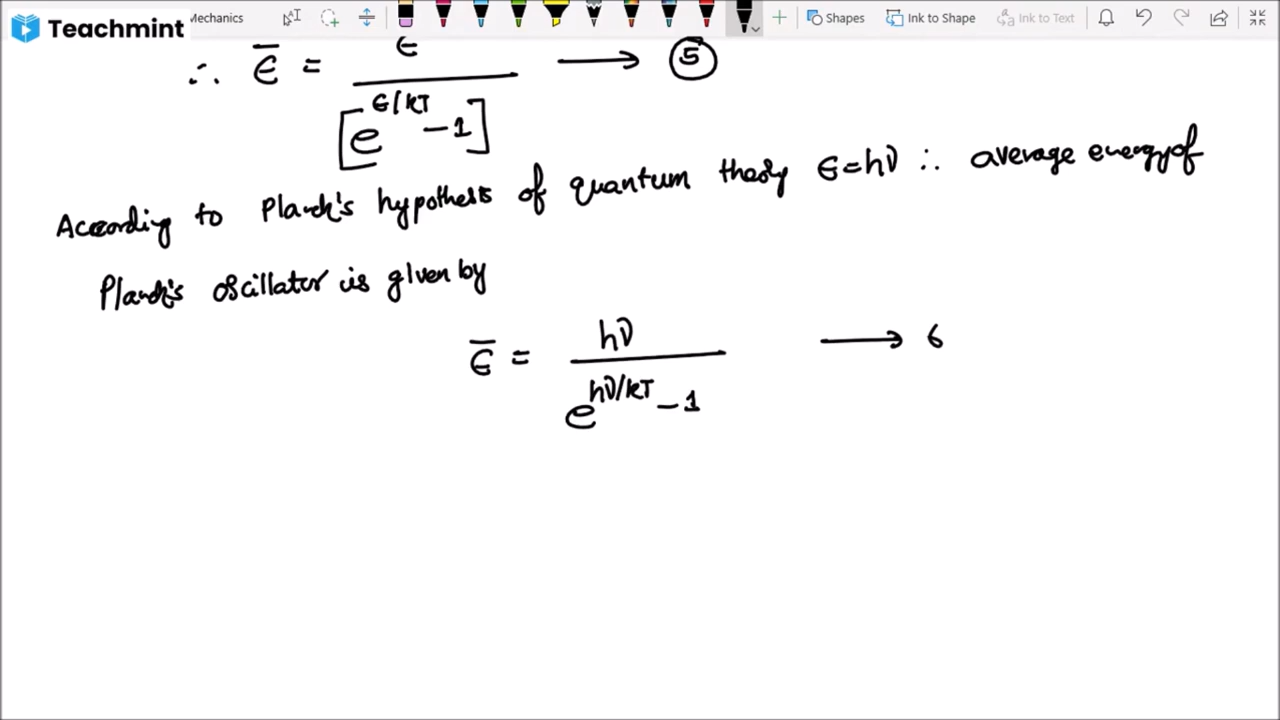 Teachmint
Mechanics
Shapes
Ink to Shape
Ink to Text
∴ ϵ̅ = ϵ / [e^(ϵ/kT) - 1] ⟶ ⑤
According to Planck's hypothesis of quantum theory ϵ=hν ∴ average energy of
Planck's oscillator is given by
ϵ̅ = hν / e^(hν/kT) - 1 ⟶ 6